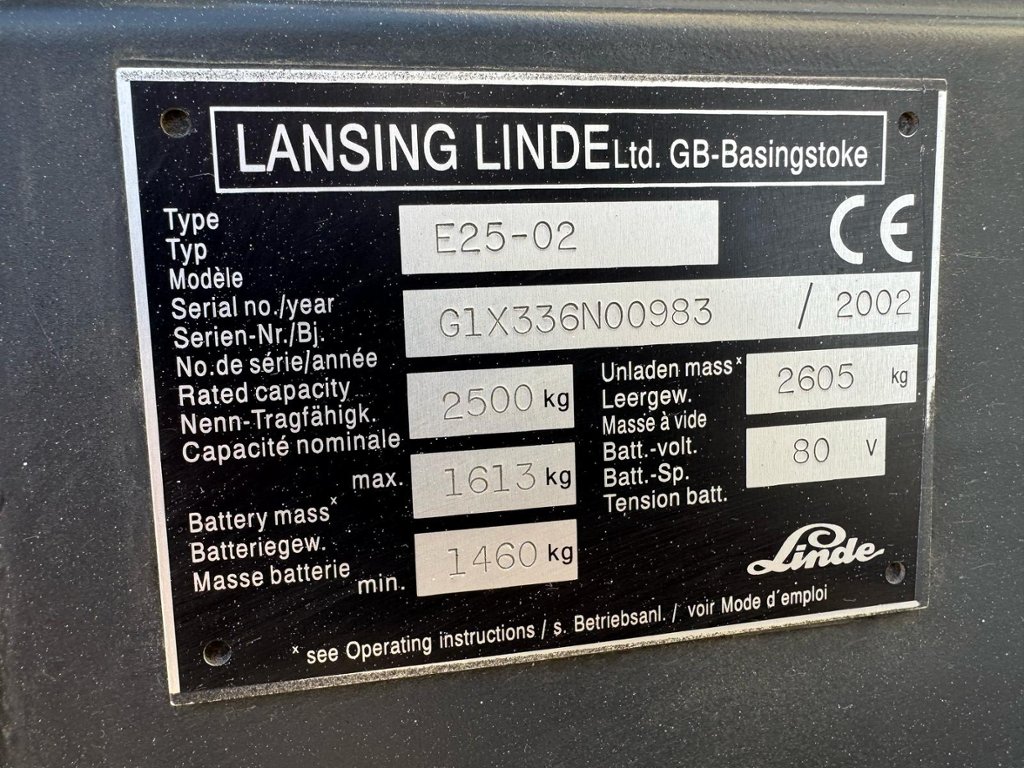 LANSING LINDE Ltd. GB-Basingstoke
Type
Typ
Modèle
E25-02
CE
Serial no./year
Serien-Nr./Bj.
No.de série/année
G1X336N00983 / 2002
Rated capacity
Nenn-Tragfähigk.
Capacité nominale
2500 kg
Unladen mass x
Leergew.
Masse à vide
2605 kg
Battery mass x
Batteriegew.
Masse batterie
max. 1613 kg
min. 1460 kg
Batt.-volt.
Batt.-Sp.
Tension batt.
80 V
Linde
x see Operating instructions / s. Betriebsanl. / voir Mode d'emploi